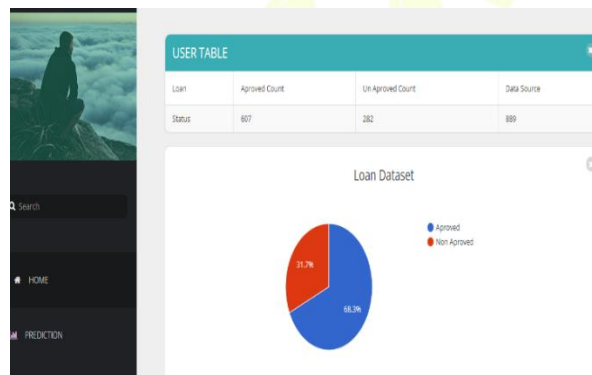 USER TABLE
Loan Aproved Count Un Aproved Count Data Source
Status 607 282 889
Search
Loan Dataset
Aproved
Non Aproved
31.7%
68.3%
HOME
PREDICTION